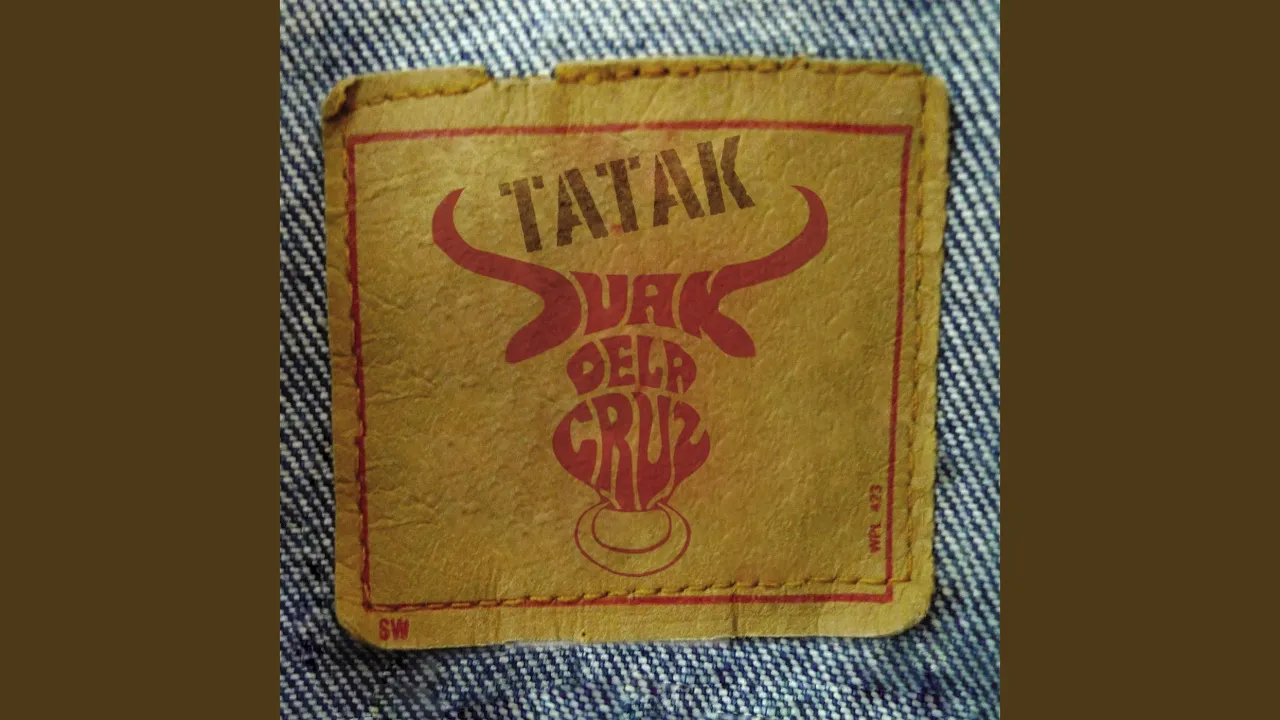 TATAK
JUAN
DELA
CRUZ
WPL 423
SW